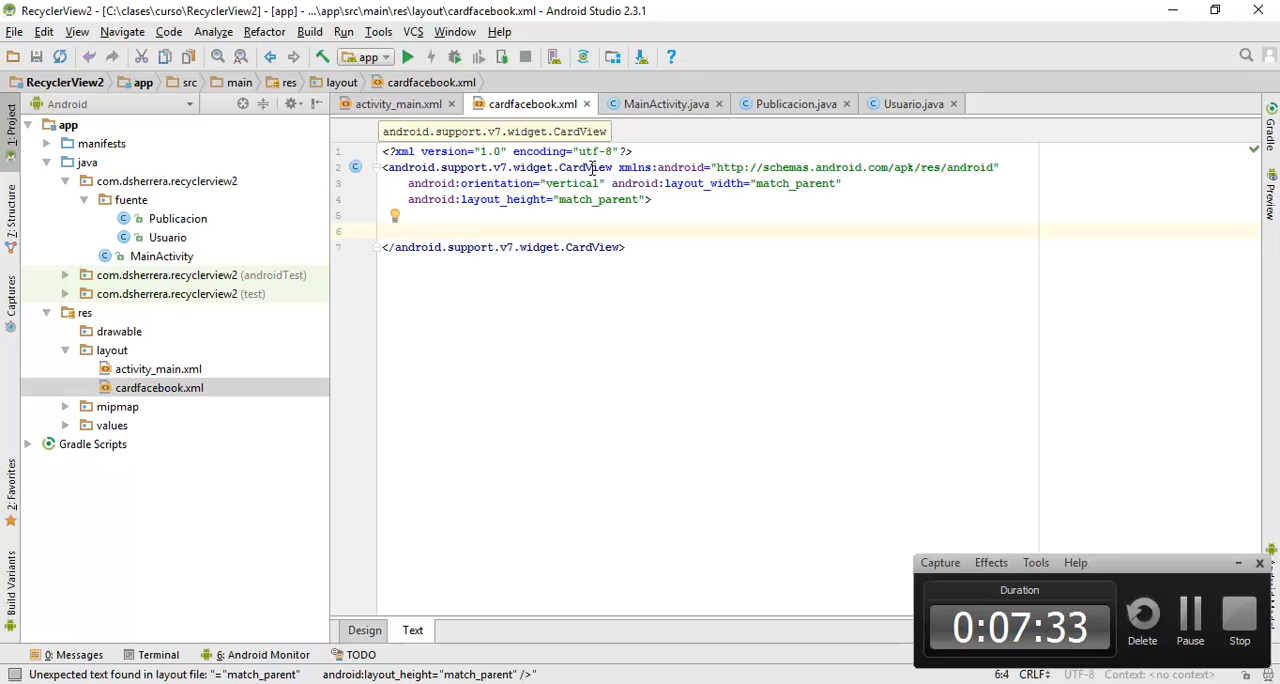 RecyclerView2 - [C:\clases\curso\RecyclerView2] - [app] - ...\app\src\main\res\layout\cardfacebook.xml - Android Studio 2.3.1
File Edit View Navigate Code Analyze Refactor Build Run Tools VCS Window Help
app
RecyclerView2 app src main res layout cardfacebook.xml
Android
activity_main.xml cardfacebook.xml MainActivity.java Publicacion.java Usuario.java
android.support.v7.widget.CardView
1 <?xml version="1.0" encoding="utf-8"?>
2 <android.support.v7.widget.CardView xmlns:android="http://schemas.android.com/apk/res/android"
3 android:orientation="vertical" android:layout_width="match_parent"
4 android:layout_height="match_parent">
5
6
7 </android.support.v7.widget.CardView>
app
manifests
java
com.dsherrera.recyclerview2
fuente
Publicacion
Usuario
MainActivity
com.dsherrera.recyclerview2 (androidTest)
com.dsherrera.recyclerview2 (test)
res
drawable
layout
activity_main.xml
cardfacebook.xml
mipmap
values
Gradle Scripts
1: Project
7: Structure
Captures
2: Favorites
Build Variants
Gradle
Preview
Capture Effects Tools Help
Duration
0:07:33
Delete Pause Stop
Design Text
0: Messages Terminal 6: Android Monitor TODO
Unexpected text found in layout file: "="match_parent" android:layout_height="match_parent" />" 6:4 CRLF UTF-8 Context: <no context>